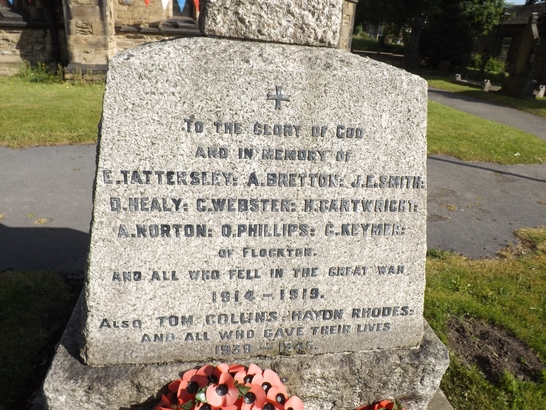 TO THE GLORY OF GOD
AND IN MEMORY OF
E. TATTERSLEY: A. BRETTON: J.E. SMITH:
D. HEALY: C. WEBSTER: H. CARTWRIGHT:
A. NORTON: O. PHILLIPS: C. KEYMER:
OF FLOCKTON.
AND ALL WHO FELL IN THE GREAT WAR
1914 - 1919.
ALSO TOM COLLINS: HAYDN RHODES:
AND ALL WHO GAVE THEIR LIVES
1939 - 1945.